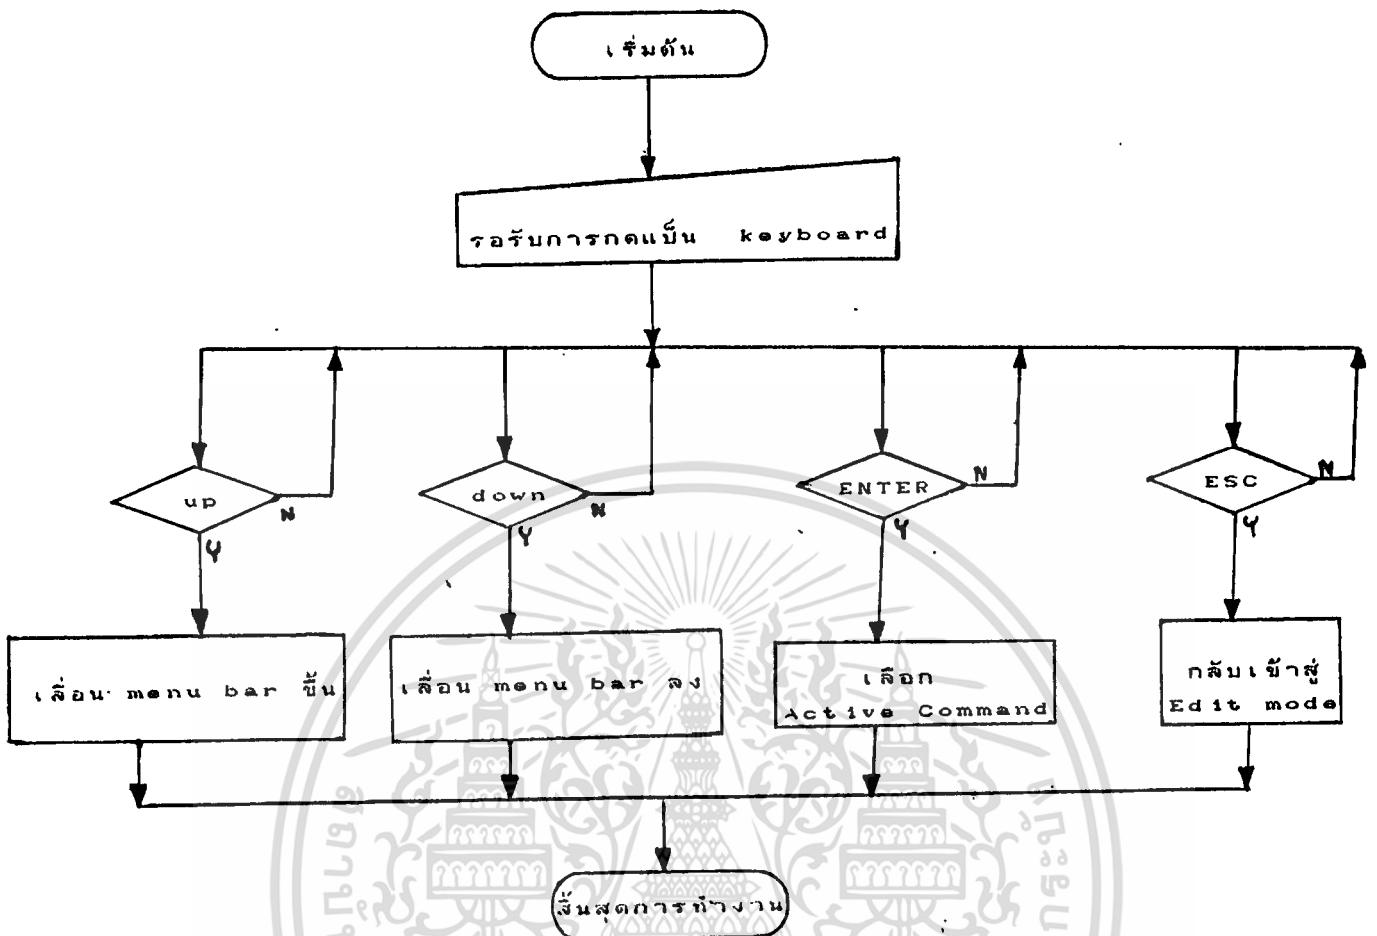 เริ่มต้น
รอรับการกดแป้น keyboard
up
N
Y
down
N
Y
ENTER
N
Y
ESC
N
Y
เลื่อน menu bar ขึ้น
เลื่อน menu bar ลง
เลือก
Active Command
กลับเข้าสู่
Edit mode
สิ้นสุดการทำงาน